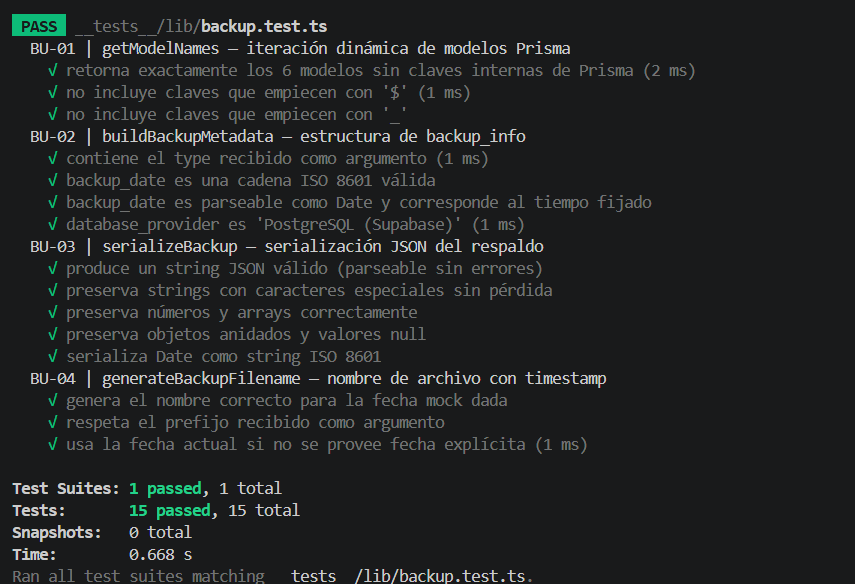 PASS __tests__/lib/backup.test.ts
BU-01 | getModelNames — iteración dinámica de modelos Prisma
√ retorna exactamente los 6 modelos sin claves internas de Prisma (2 ms)
√ no incluye claves que empiecen con '$' (1 ms)
√ no incluye claves que empiecen con '_'
BU-02 | buildBackupMetadata — estructura de backup_info
√ contiene el type recibido como argumento (1 ms)
√ backup_date es una cadena ISO 8601 válida
√ backup_date es parseable como Date y corresponde al tiempo fijado
√ database_provider es 'PostgreSQL (Supabase)' (1 ms)
BU-03 | serializeBackup — serialización JSON del respaldo
√ produce un string JSON válido (parseable sin errores)
√ preserva strings con caracteres especiales sin pérdida
√ preserva números y arrays correctamente
√ preserva objetos anidados y valores null
√ serializa Date como string ISO 8601
BU-04 | generateBackupFilename — nombre de archivo con timestamp
√ genera el nombre correcto para la fecha mock dada
√ respeta el prefijo recibido como argumento
√ usa la fecha actual si no se provee fecha explícita (1 ms)
Test Suites: 1 passed, 1 total
Tests: 15 passed, 15 total
Snapshots: 0 total
Time: 0.668 s
Ran all test suites matching __tests__/lib/backup.test.ts.